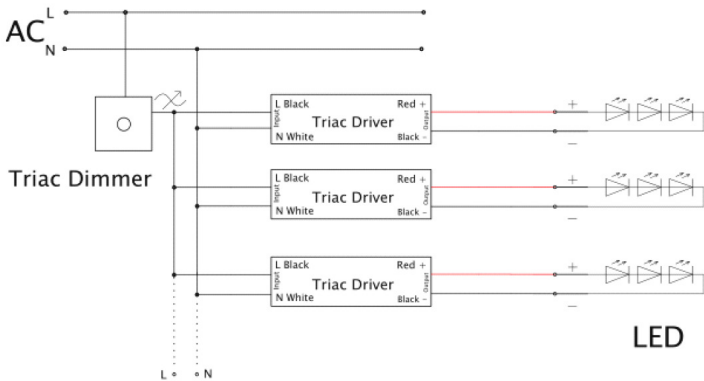 AC
L
N
Triac Dimmer
L Black
Red +
Input
Triac Driver
Output
N White
Black -
+
−
L Black
Red +
Input
Triac Driver
Output
N White
Black -
+
−
L Black
Red +
Input
Triac Driver
Output
N White
Black -
+
−
LED
L
N